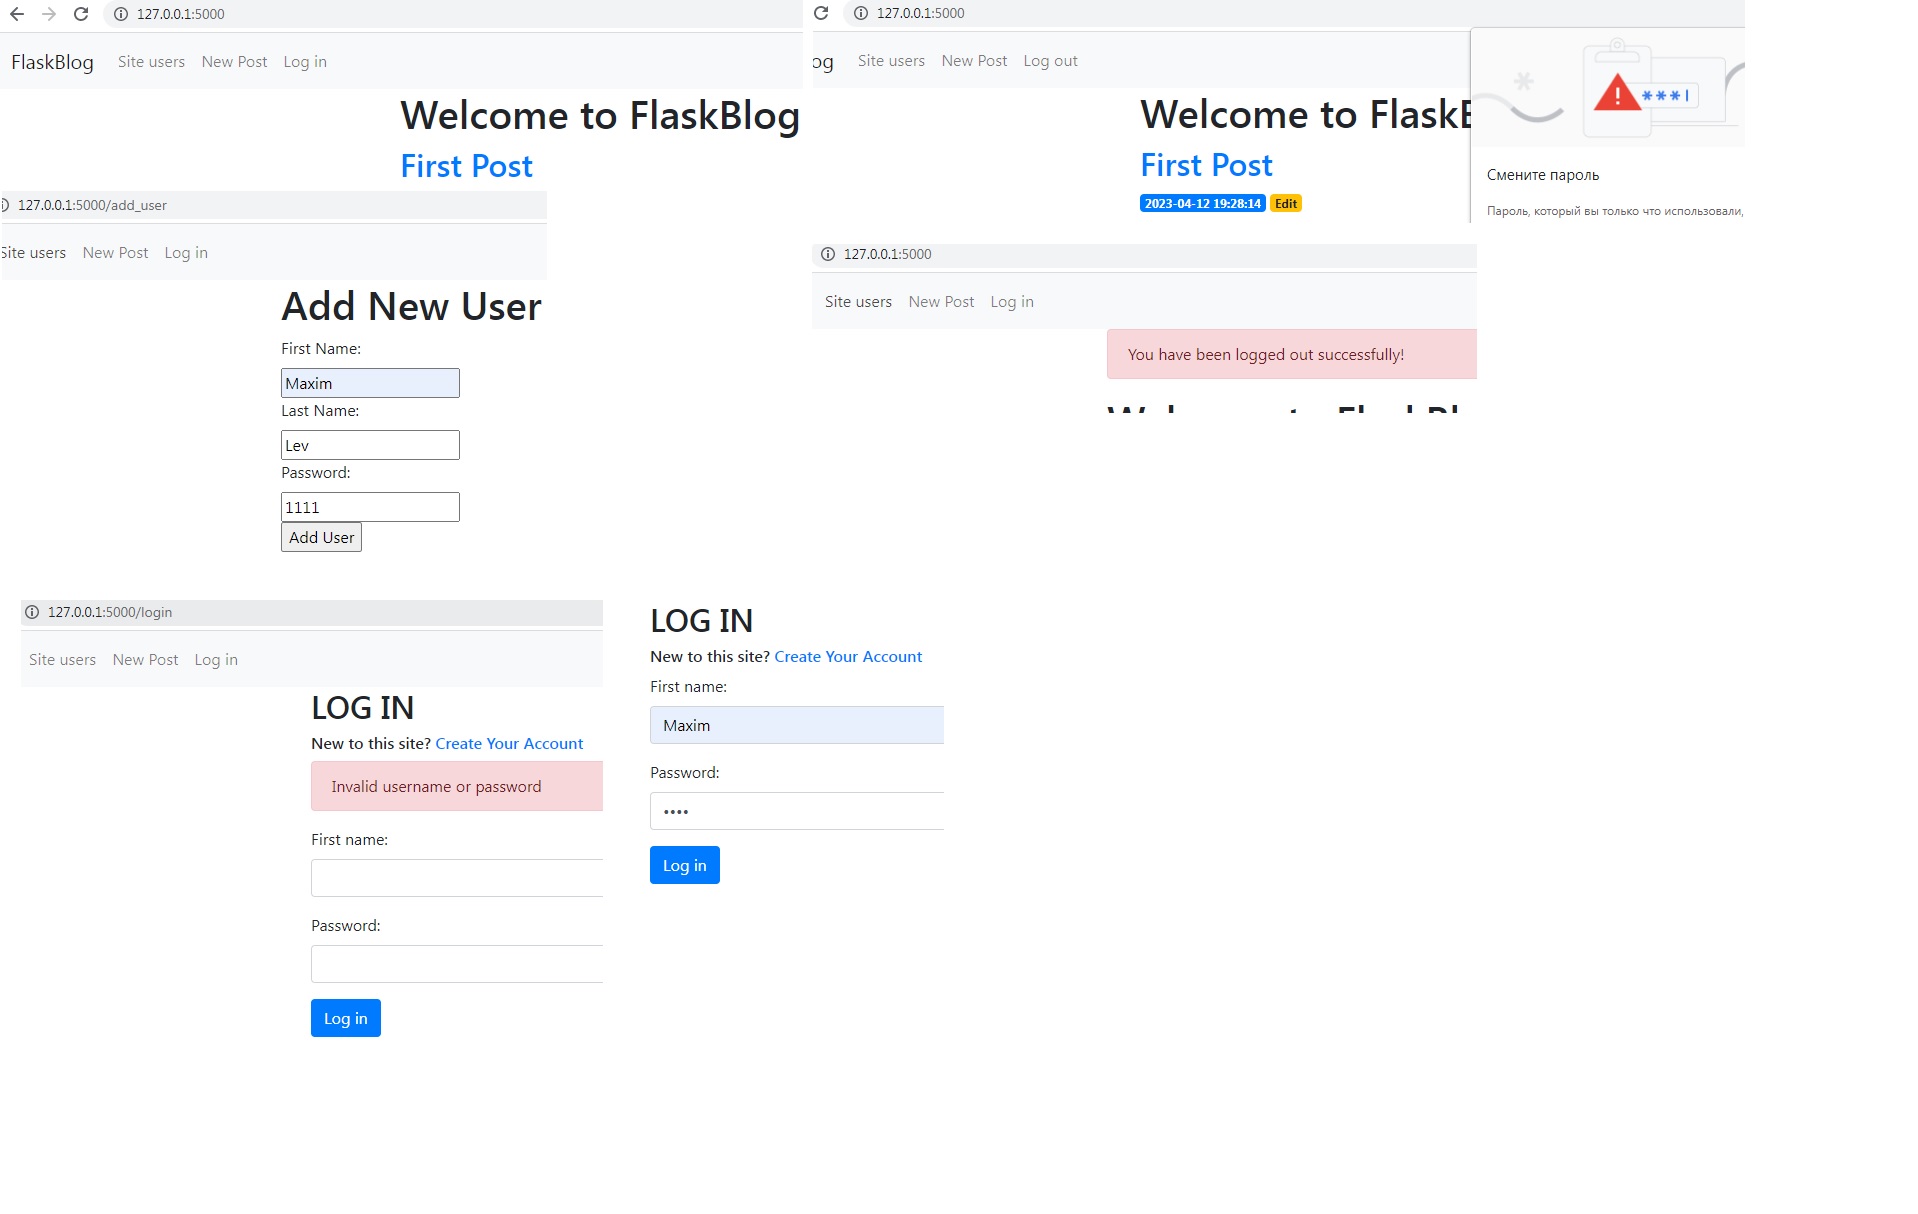 127.0.0.1:5000
FlaskBlog Site users New Post Log in
Welcome to FlaskBlog
First Post
127.0.0.1:5000/add_user
Site users New Post Log in
Add New User
First Name:
Maxim
Last Name:
Lev
Password:
1111
Add User
127.0.0.1:5000
og Site users New Post Log out
Welcome to FlaskB
First Post
2023-04-12 19:28:14 Edit
***
Смените пароль
Пароль, который вы только что использовали,
127.0.0.1:5000
Site users New Post Log in
You have been logged out successfully!
127.0.0.1:5000/login
Site users New Post Log in
LOG IN
New to this site? Create Your Account
Invalid username or password
First name:
Password:
Log in
LOG IN
New to this site? Create Your Account
First name:
Maxim
Password:
••••
Log in